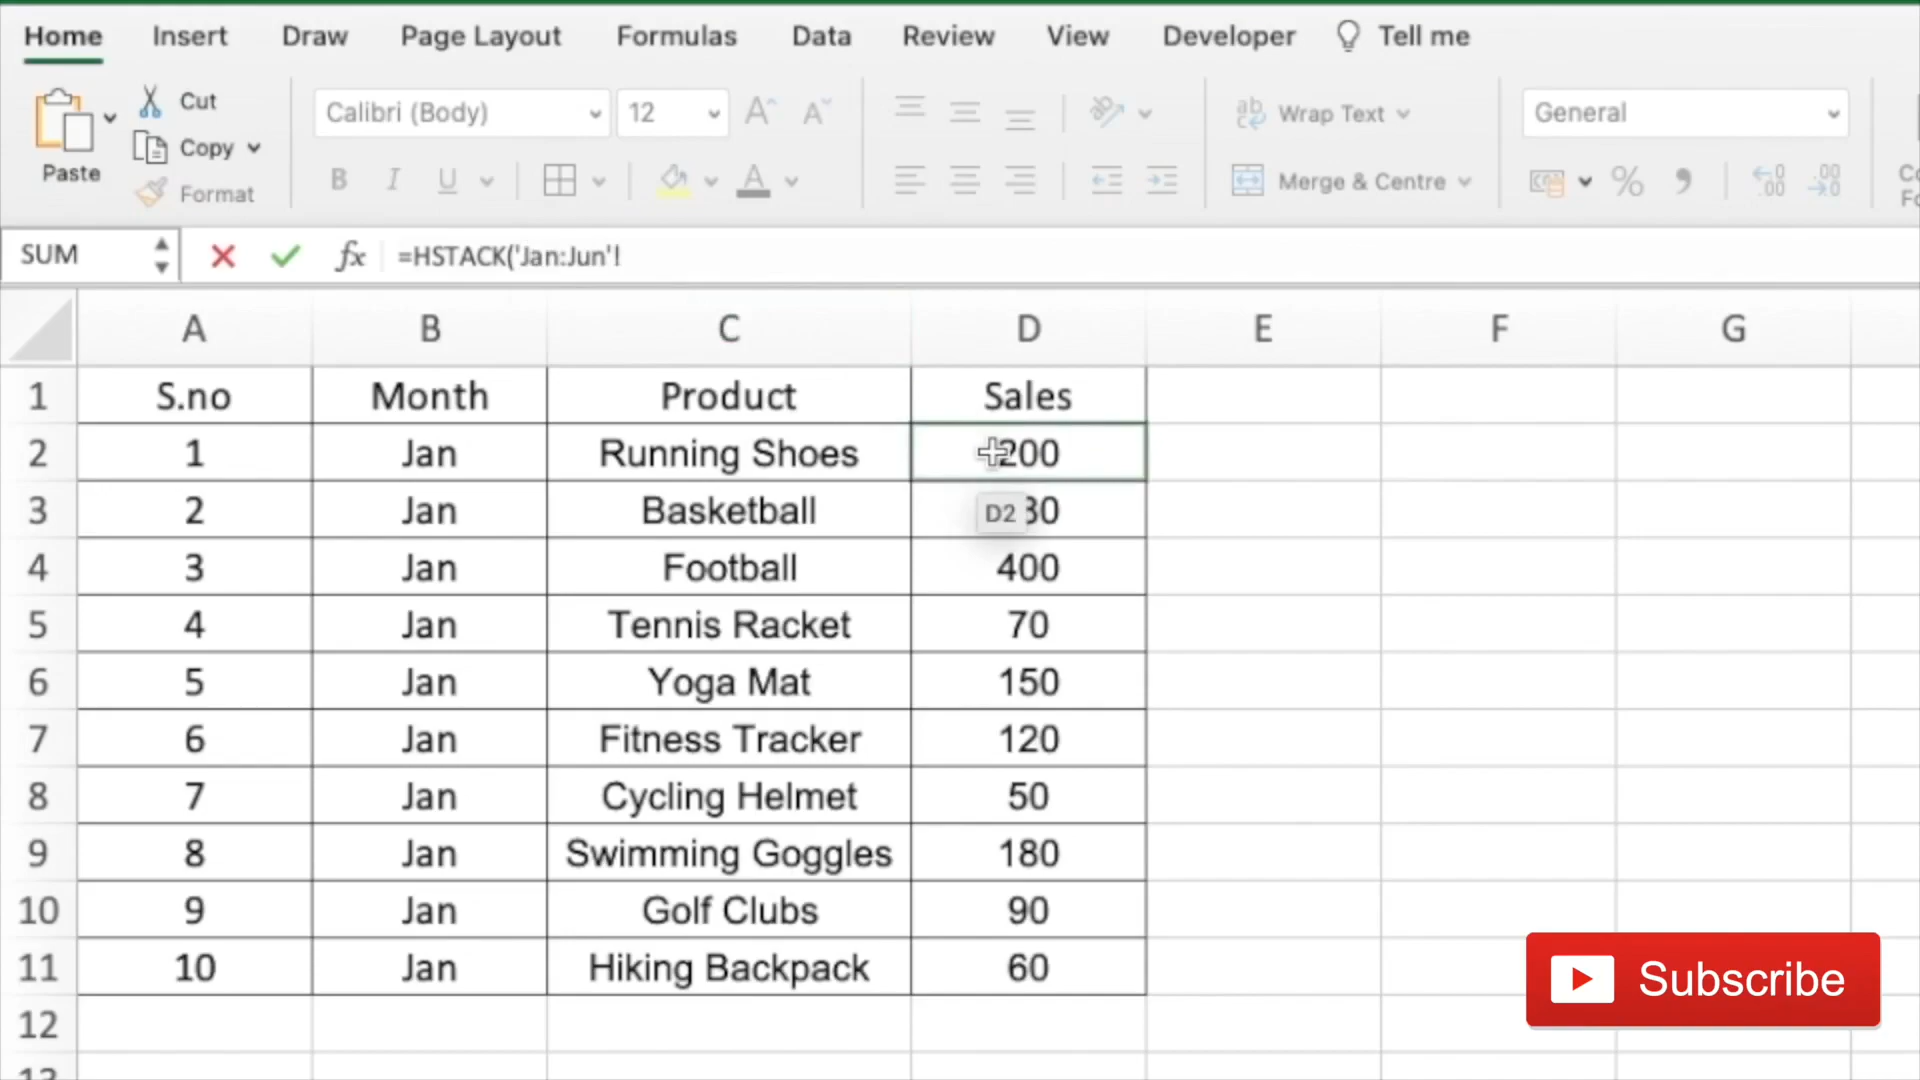 Home Insert Draw Page Layout Formulas Data Review View Developer Tell me
Paste Cut
Copy
Format
Calibri (Body) 12
Wrap Text
General
Merge & Centre
SUM =HSTACK('Jan:Jun'!
A B C D E F G
1 S.no Month Product Sales
2 1 Jan Running Shoes 200
3 2 Jan Basketball
D2
4 3 Jan Football 400
5 4 Jan Tennis Racket 70
6 5 Jan Yoga Mat 150
7 6 Jan Fitness Tracker 120
8 7 Jan Cycling Helmet 50
9 8 Jan Swimming Goggles 180
10 9 Jan Golf Clubs 90
11 10 Jan Hiking Backpack 60
12
Subscribe